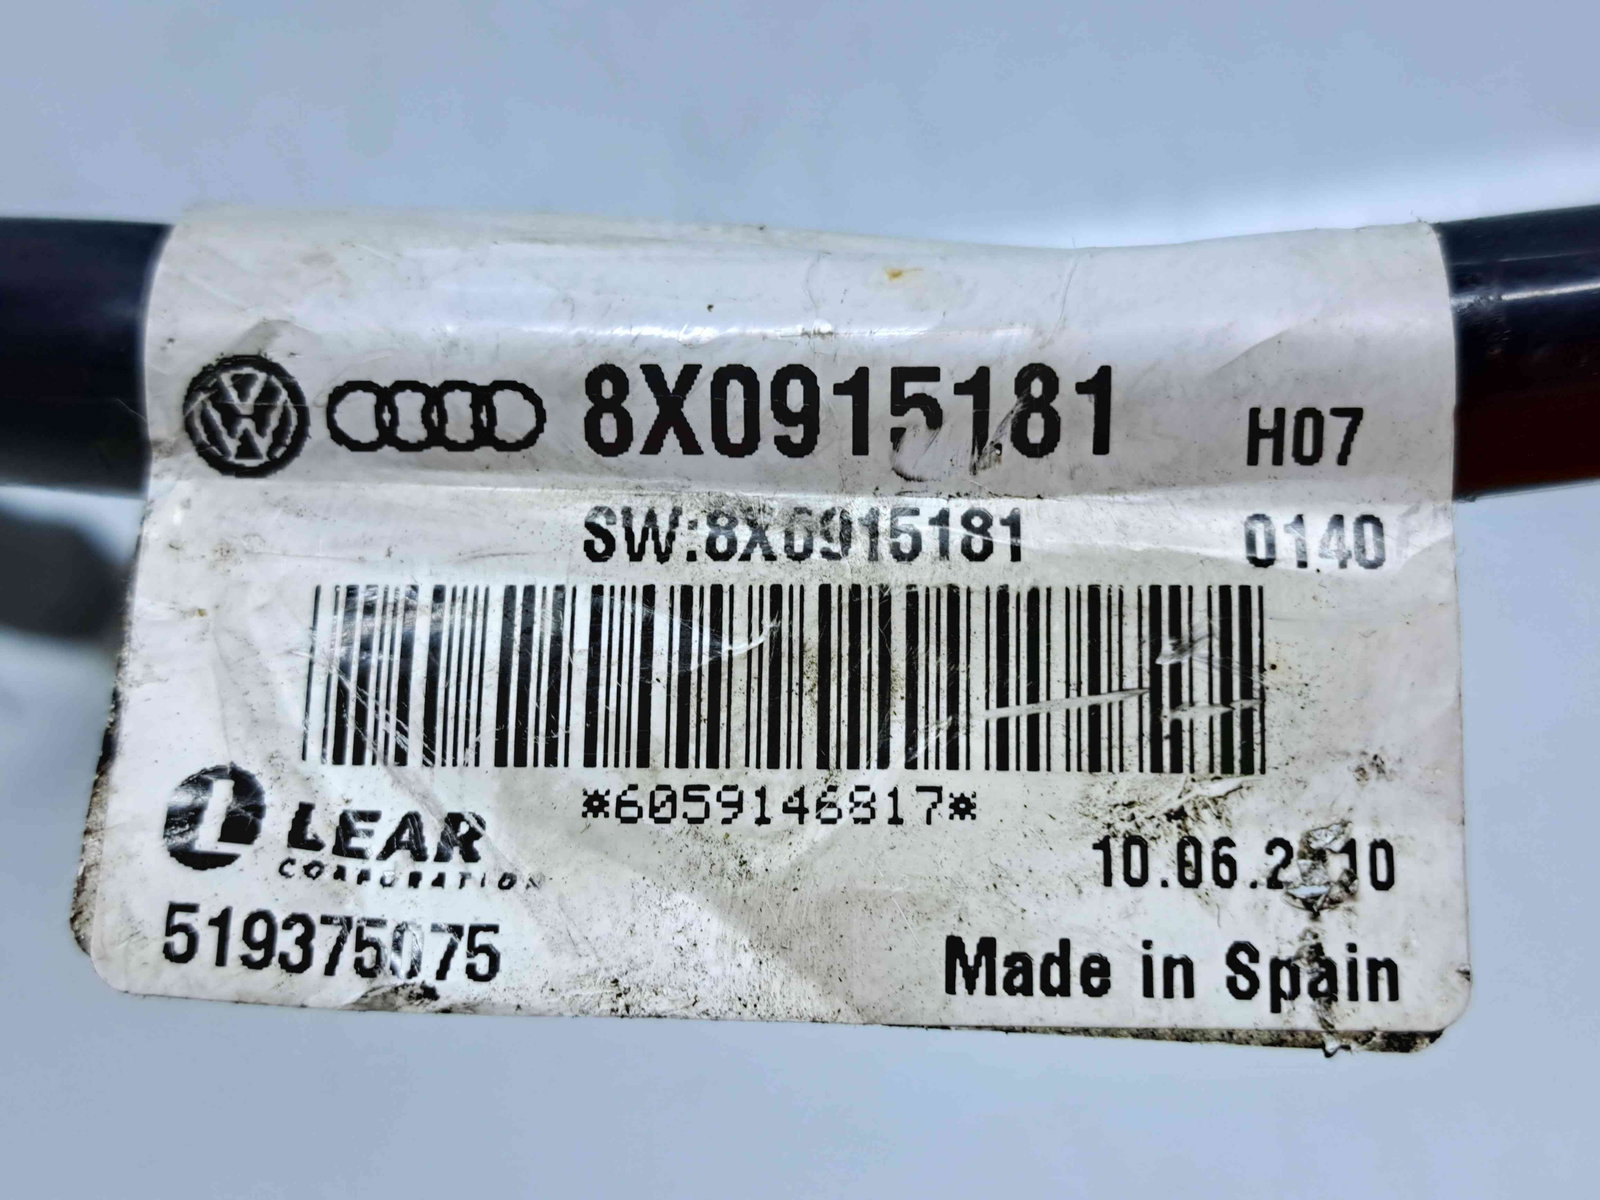 8X0915181 H07
SW:8X0915181 0140
*6059146817*
LEAR
CORPORATION
10.06.2010
519375075
Made in Spain